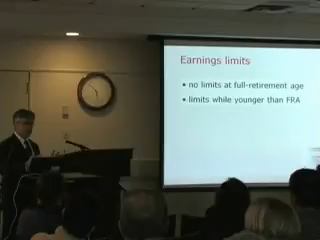 Earnings limits
• no limits at full-retirement age
• limits while younger than FRA